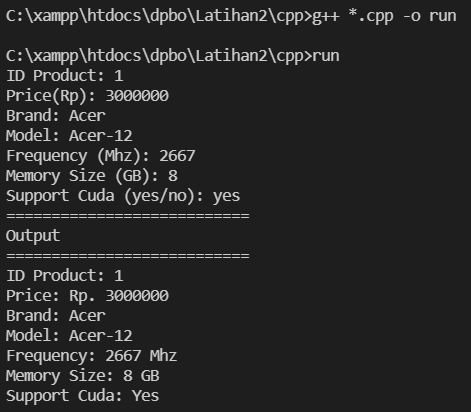 C:\xampp\htdocs\dpbo\Latihan2\cpp>g++ *.cpp -o run
C:\xampp\htdocs\dpbo\Latihan2\cpp>run
ID Product: 1
Price(Rp): 3000000
Brand: Acer
Model: Acer-12
Frequency (Mhz): 2667
Memory Size (GB): 8
Support Cuda (yes/no): yes
===========================
Output
===========================
ID Product: 1
Price: Rp. 3000000
Brand: Acer
Model: Acer-12
Frequency: 2667 Mhz
Memory Size: 8 GB
Support Cuda: Yes